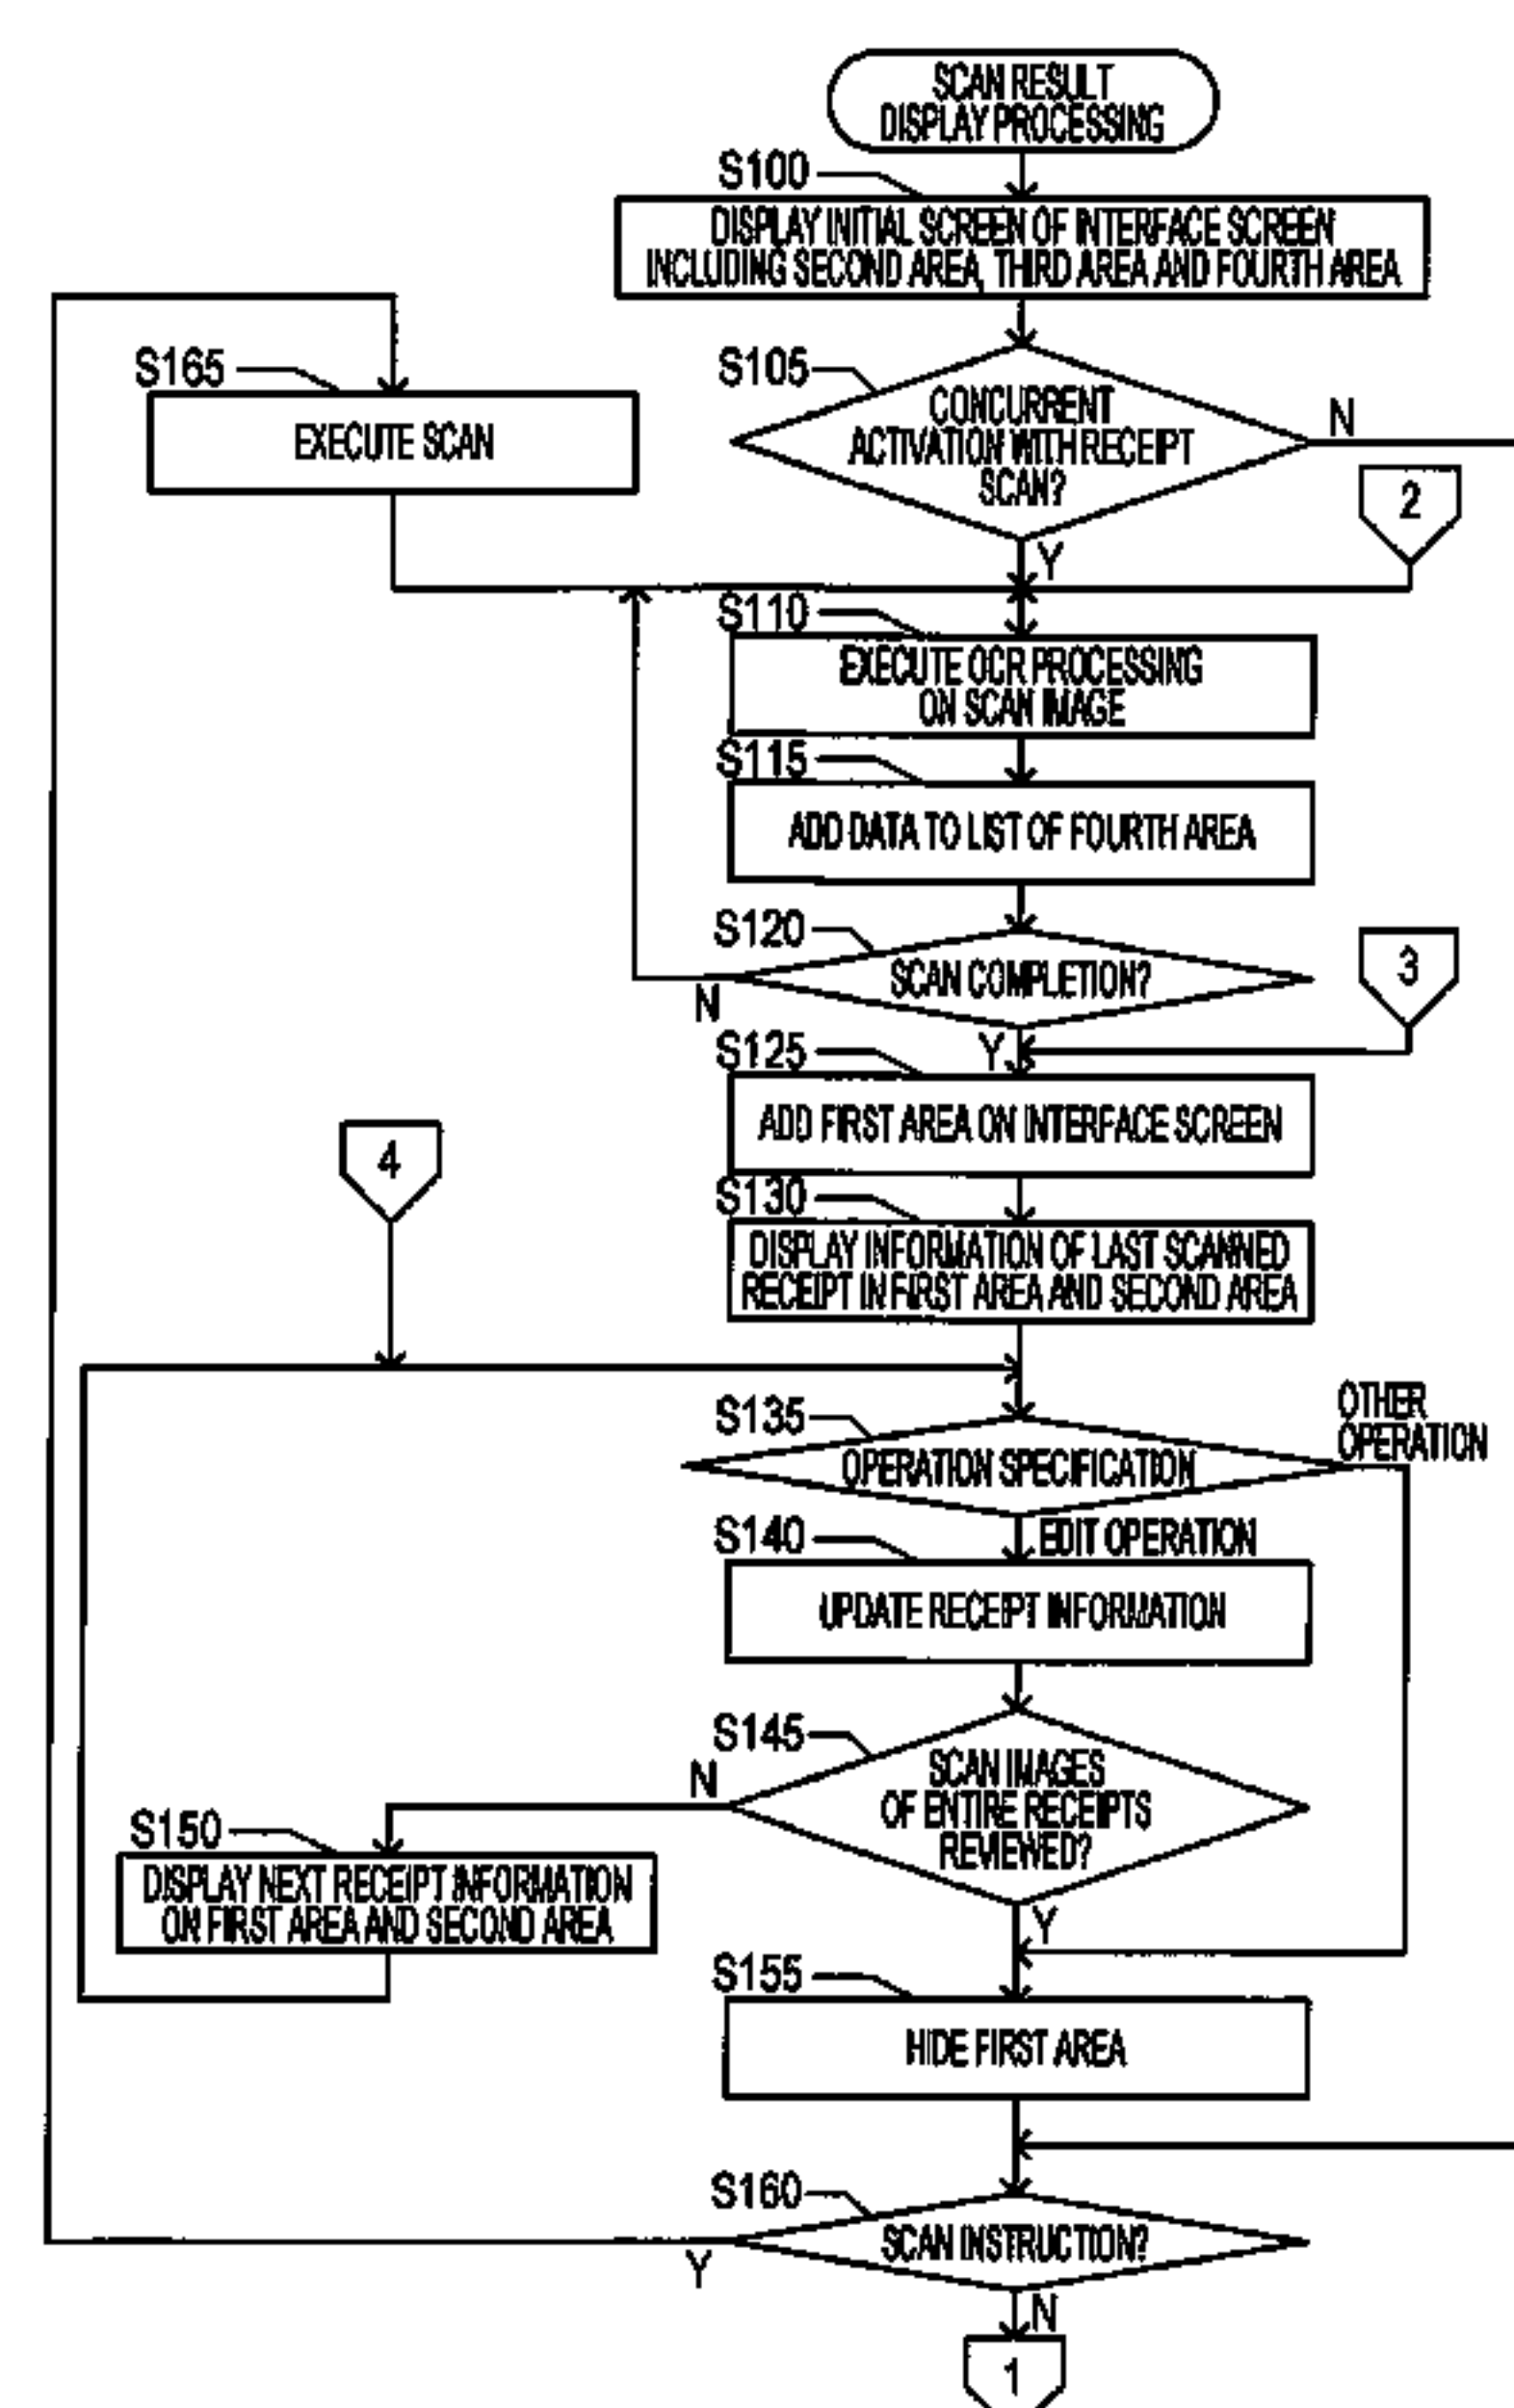 SCAN RESULT
DISPLAY PROCESSING
S100
DISPLAY INITIAL SCREEN OF INTERFACE SCREEN
INCLUDING SECOND AREA, THIRD AREA AND FOURTH AREA
S165
EXECUTE SCAN
S105
CONCURRENT
ACTIVATION WITH RECEIPT
SCAN?
N
2
Y
S110
EXECUTE OCR PROCESSING
ON SCAN IMAGE
S115
ADD DATA TO LIST OF FOURTH AREA
S120
SCAN COMPLETION?
N
3
Y
S125
ADD FIRST AREA ON INTERFACE SCREEN
4
S130
DISPLAY INFORMATION OF LAST SCANNED
RECEIPT IN FIRST AREA AND SECOND AREA
S135
OPERATION SPECIFICATION
OTHER
OPERATION
EDIT OPERATION
S140
UPDATE RECEIPT INFORMATION
S145
SCAN IMAGES
OF ENTIRE RECEIPTS
REVIEWED?
N
S150
DISPLAY NEXT RECEIPT INFORMATION
ON FIRST AREA AND SECOND AREA
Y
S155
HIDE FIRST AREA
S160
SCAN INSTRUCTION?
Y
N
1